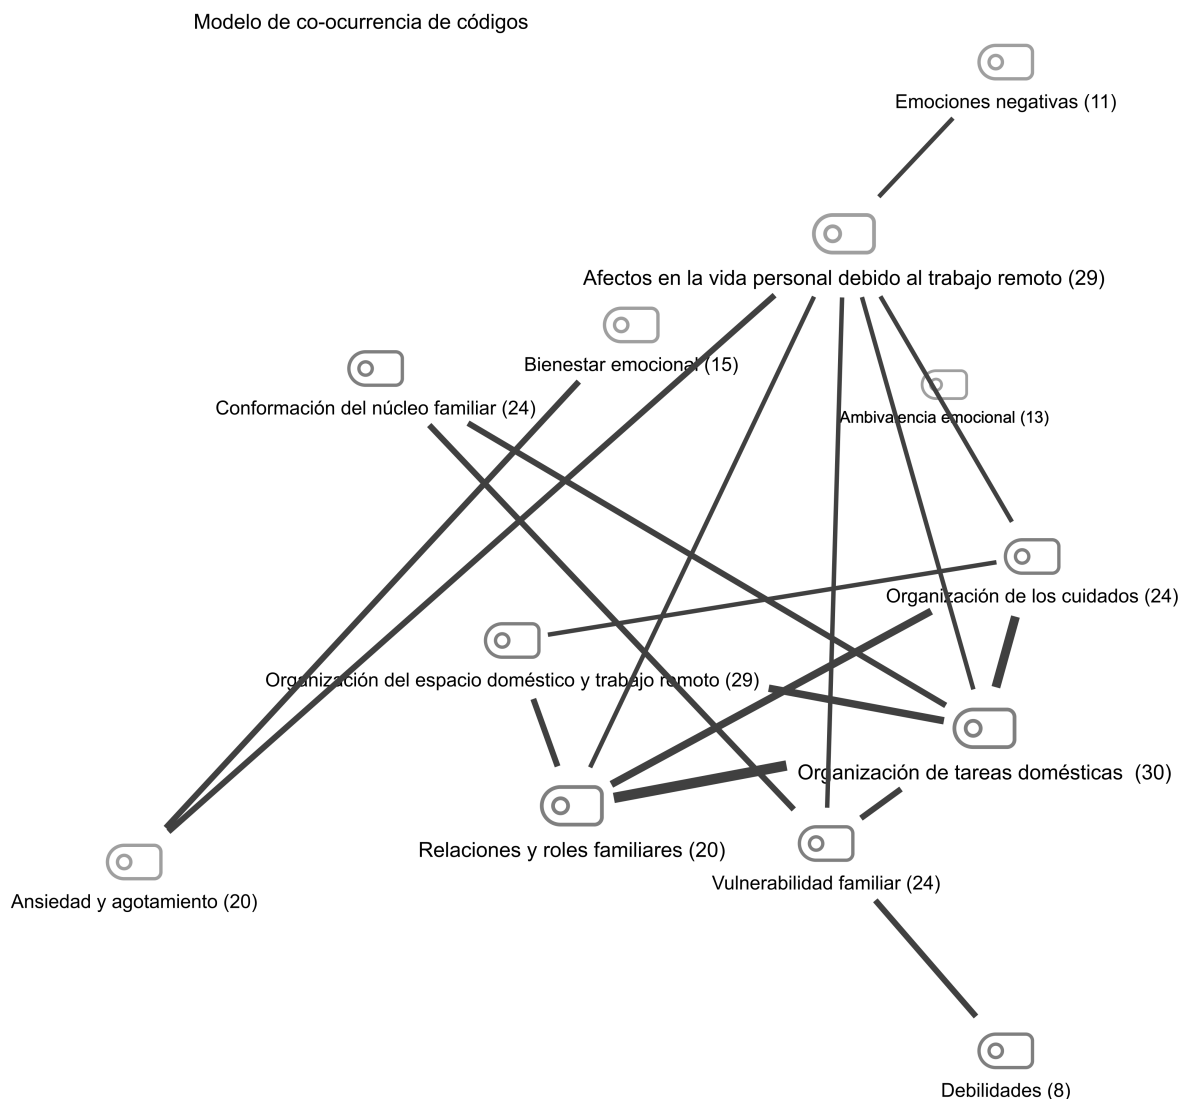 Modelo de co-ocurrencia de códigos
Emociones negativas (11)
Afectos en la vida personal debido al trabajo remoto (29)
Bienestar emocional (15)
Conformación del núcleo familiar (24)
Ambivalencia emocional (13)
Organización de los cuidados (24)
Organización del espacio doméstico y trabajo remoto (29)
Organización de tareas domésticas (30)
Relaciones y roles familiares (20)
Vulnerabilidad familiar (24)
Ansiedad y agotamiento (20)
Debilidades (8)